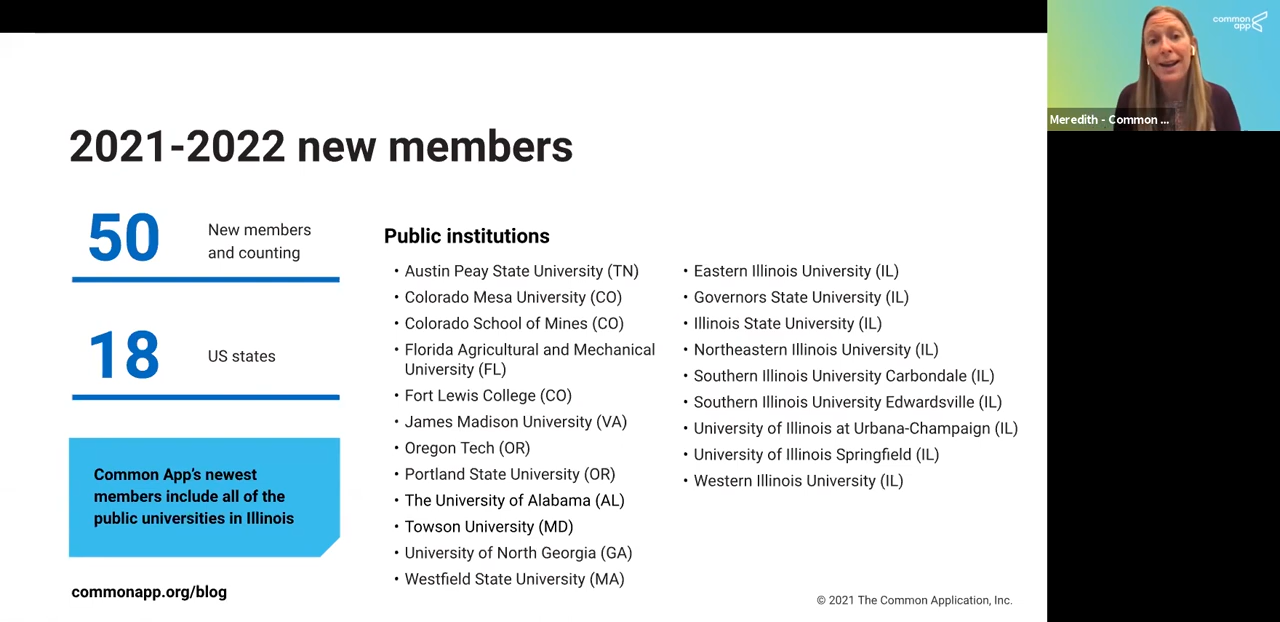 2021-2022 new members
50
New members
and counting
18
US states
Common App's newest
members include all of the
public universities in Illinois
commonapp.org/blog
Public institutions
• Austin Peay State University (TN)
• Colorado Mesa University (CO)
• Colorado School of Mines (CO)
• Florida Agricultural and Mechanical
University (FL)
• Fort Lewis College (CO)
• James Madison University (VA)
• Oregon Tech (OR)
• Portland State University (OR)
• The University of Alabama (AL)
• Towson University (MD)
• University of North Georgia (GA)
• Westfield State University (MA)
• Eastern Illinois University (IL)
• Governors State University (IL)
• Illinois State University (IL)
• Northeastern Illinois University (IL)
• Southern Illinois University Carbondale (IL)
• Southern Illinois University Edwardsville (IL)
• University of Illinois at Urbana-Champaign (IL)
• University of Illinois Springfield (IL)
• Western Illinois University (IL)
© 2021 The Common Application, Inc.
common
app
Meredith - Common ...